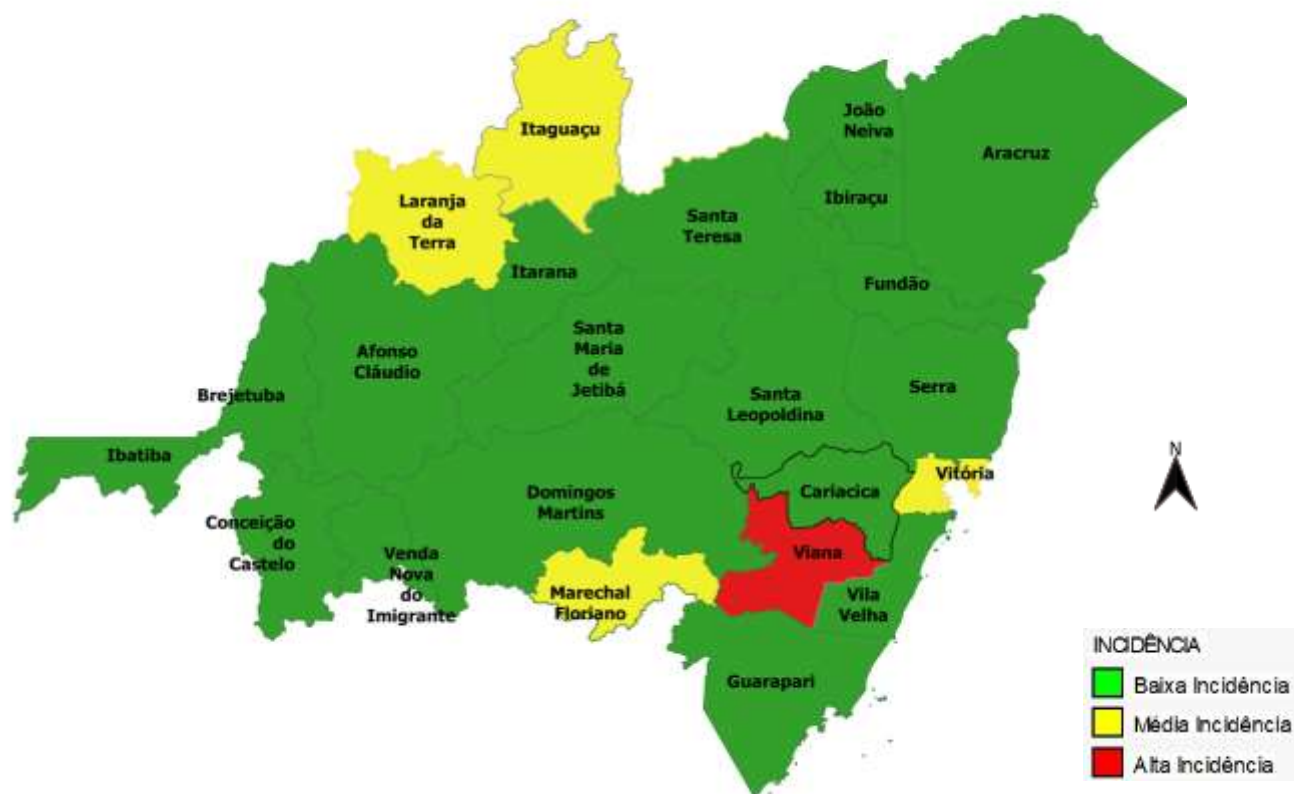 João
Neiva
Aracruz
Itaguaçu
Ibiraçu
Laranja
da
Terra
Santa
Teresa
Itarana
Fundão
Santa
Maria
de
Jetibá
Afonso
Cláudio
Serra
Brejetuba
Santa
Leopoldina
Ibatiba
Vitória
N
Cariacica
Domingos
Martins
Conceição
do
Castelo
Venda
Nova
do
Imigrante
Viana
Marechal
Floriano
Vila
Velha
Guarapari
INCIDÊNCIA
Baixa Incidência
Média Incidência
Alta Incidência